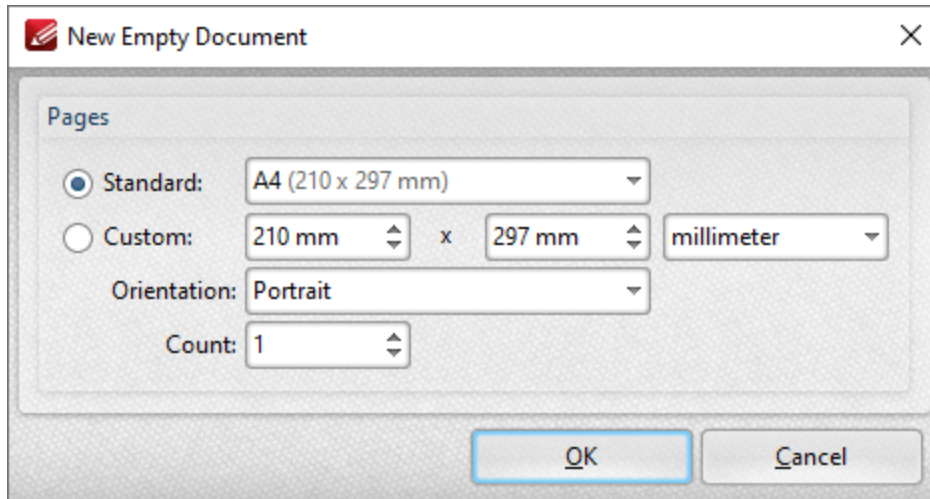 New Empty Document
Pages
Standard: A4 (210 x 297 mm)
Custom: 210 mm x 297 mm millimeter
Orientation: Portrait
Count: 1
OK Cancel